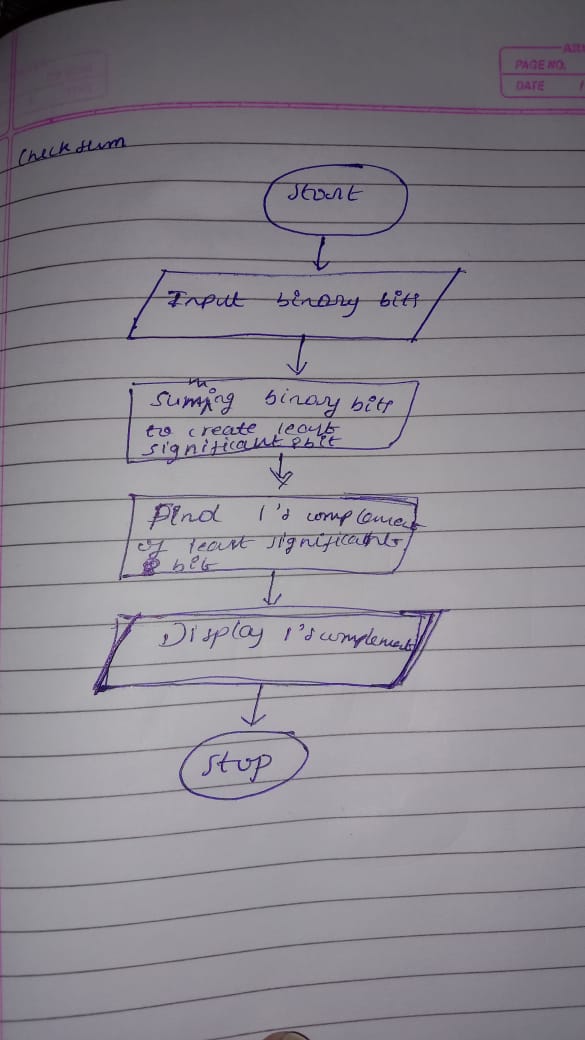 PAGE NO.
DATE
Check sum
Start
Input binary bits
Summing binary bits
to create least
significant bit
Find 1's complement
of least significant
bit
Display 1's complement
Stop